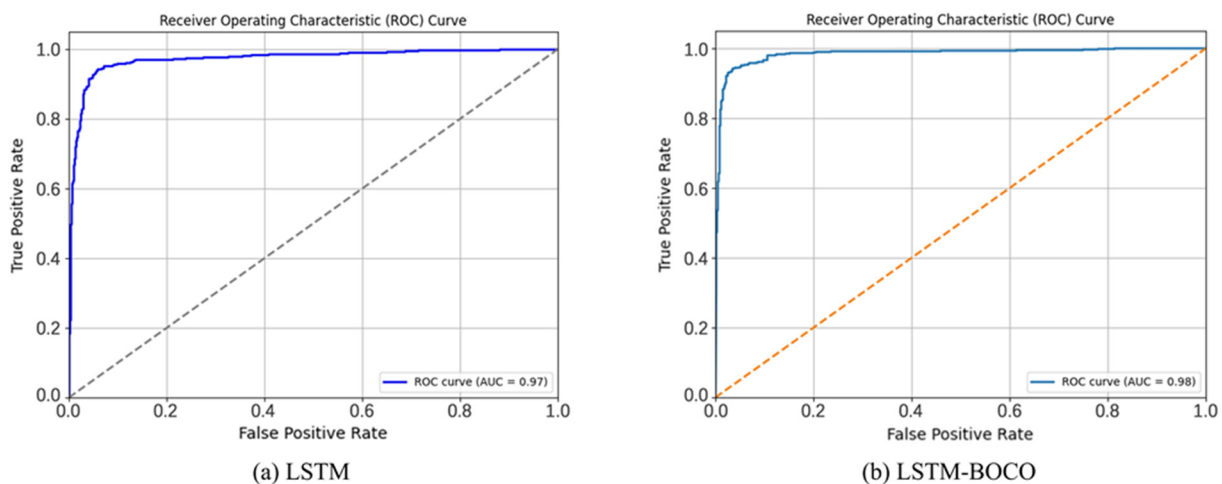 Receiver Operating Characteristic (ROC) Curve
True Positive Rate
1.0
0.8
0.6
0.4
0.2
0.0
0.0 0.2 0.4 0.6 0.8 1.0
ROC curve (AUC = 0.97)
False Positive Rate
(a) LSTM
Receiver Operating Characteristic (ROC) Curve
True Positive Rate
1.0
0.8
0.6
0.4
0.2
0.0
0.0 0.2 0.4 0.6 0.8 1.0
ROC curve (AUC = 0.98)
False Positive Rate
(b) LSTM-BOCO